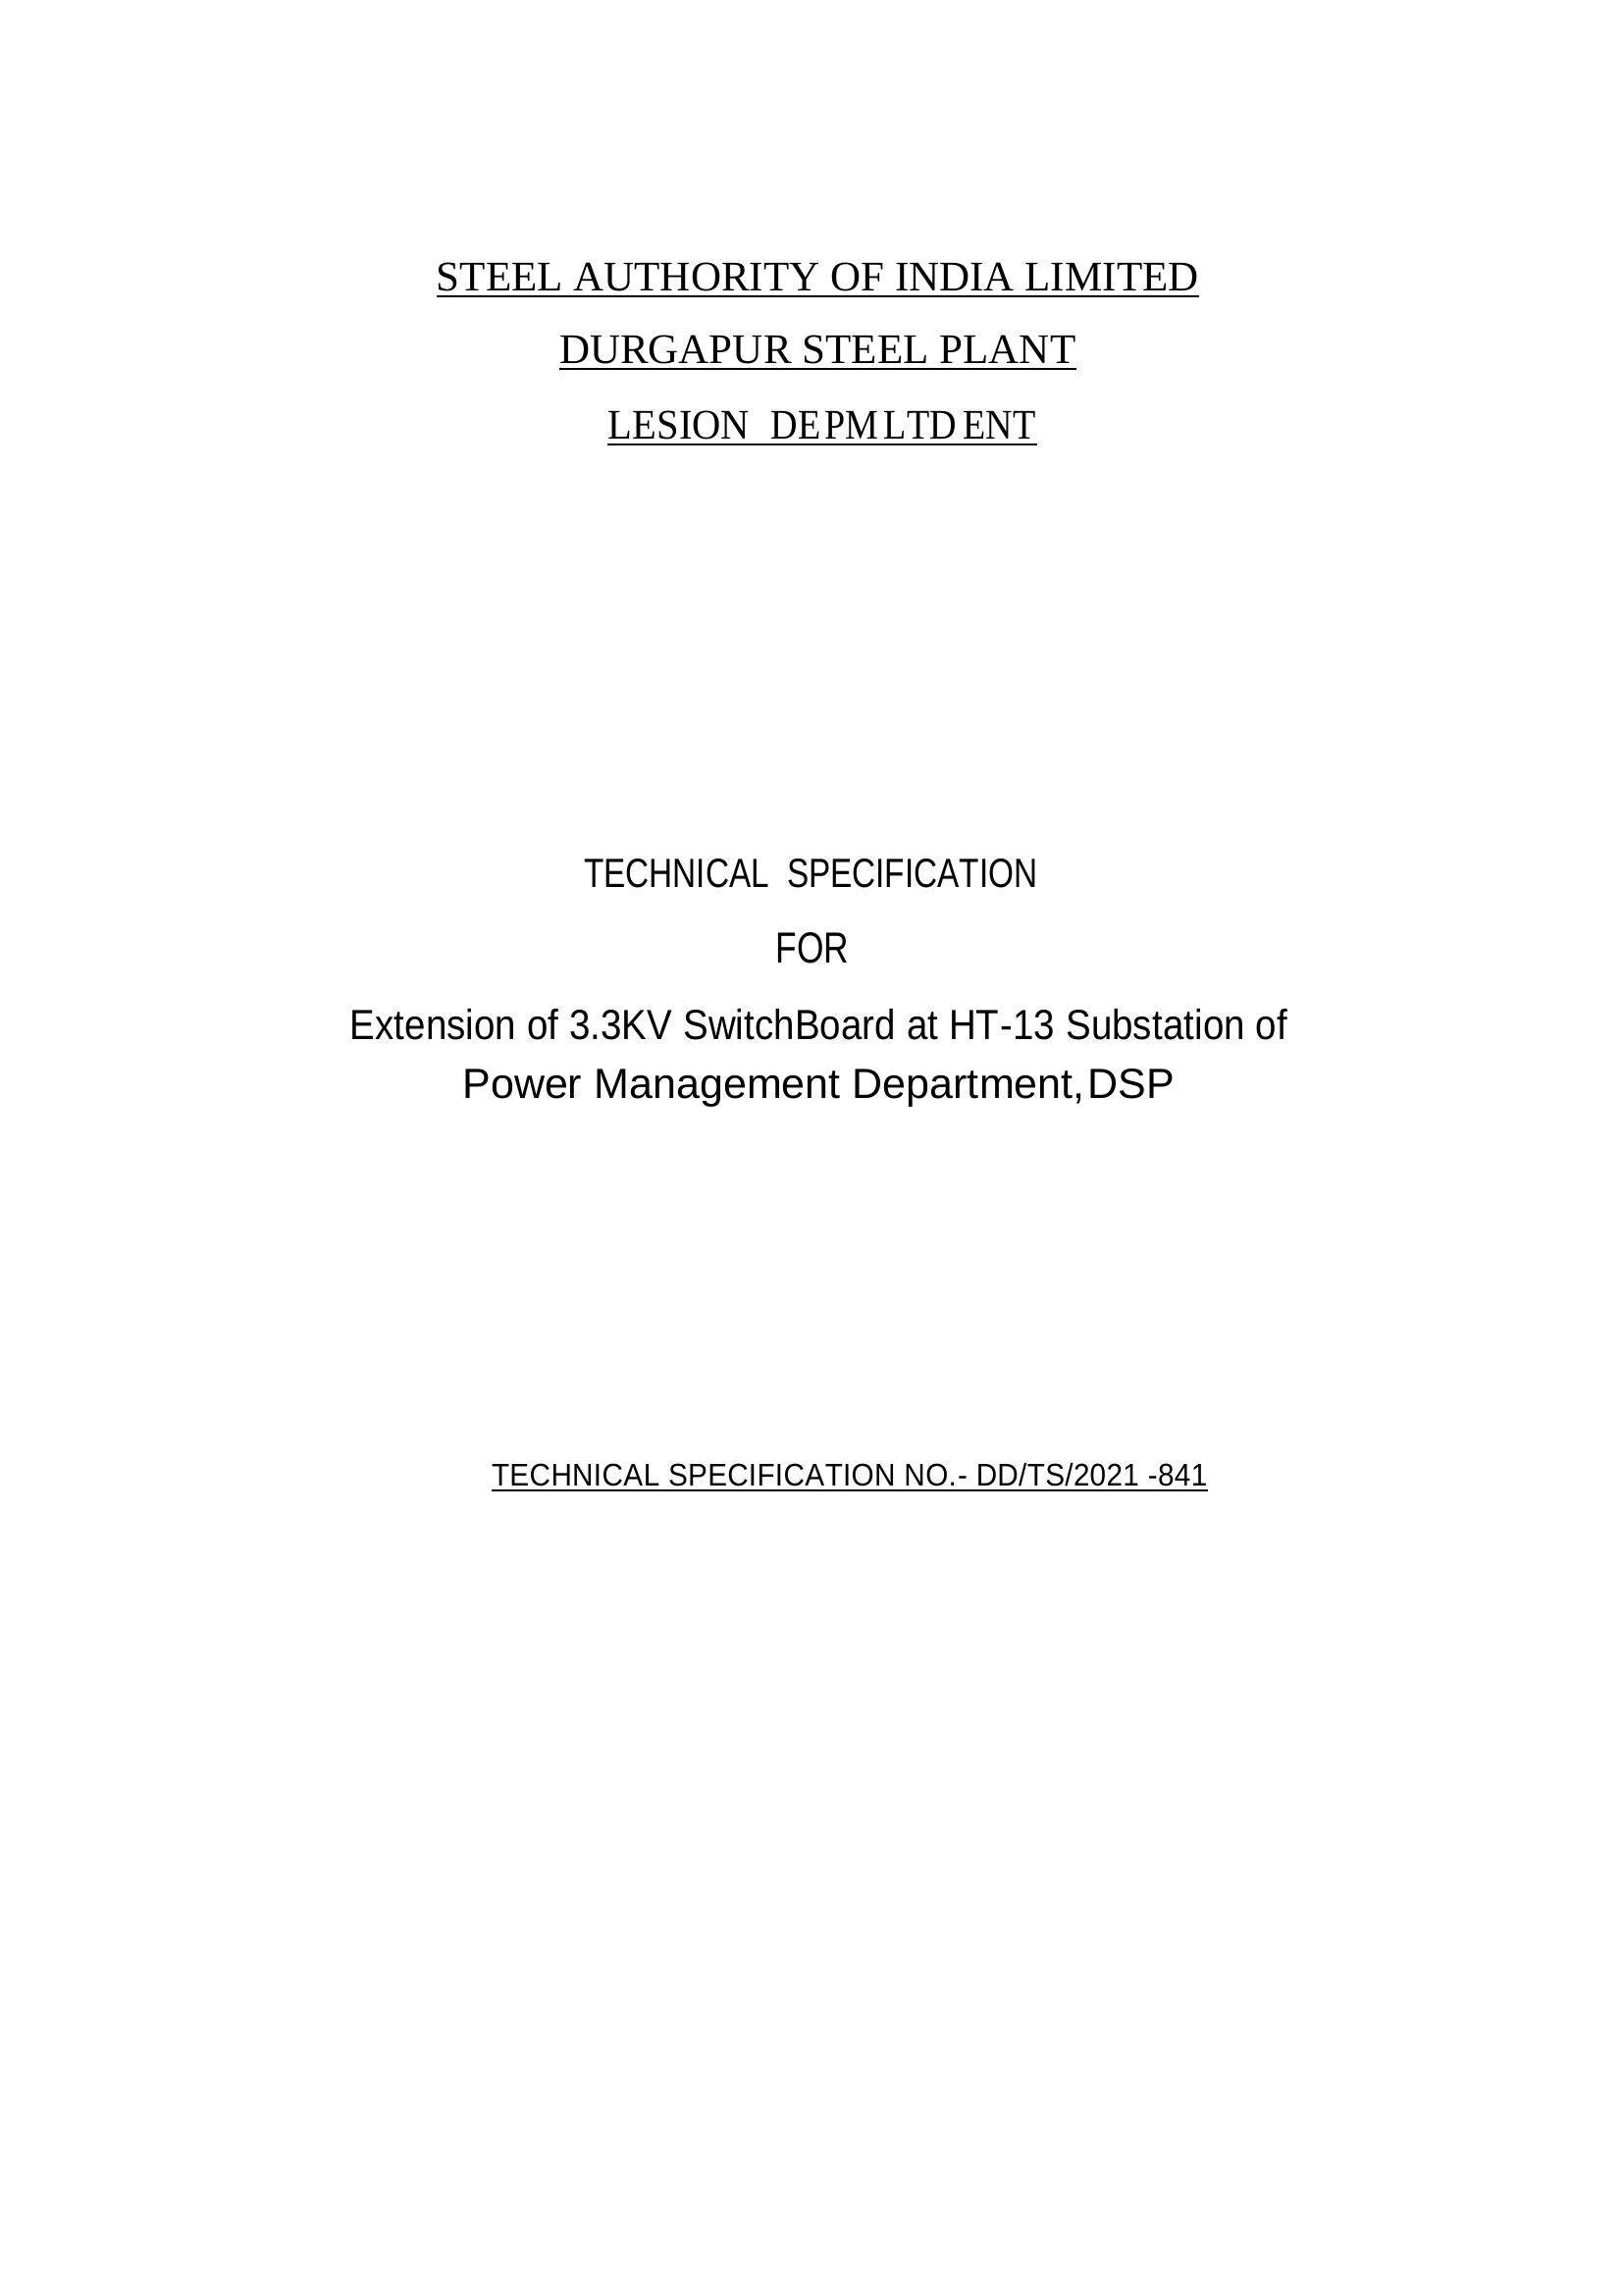 STEEL AUTHORITY OF INDIA LIMITED
DURGAPUR STEEL PLANT
LESION DEPMLTDENT
TECHNICAL SPECIFICATION
FOR
Extension of 3.3KV SwitchBoard at HT-13 Substation of
Power Management Department,DSP
TECHNICAL SPECIFICATION NO.- DD/TS/2021 -841